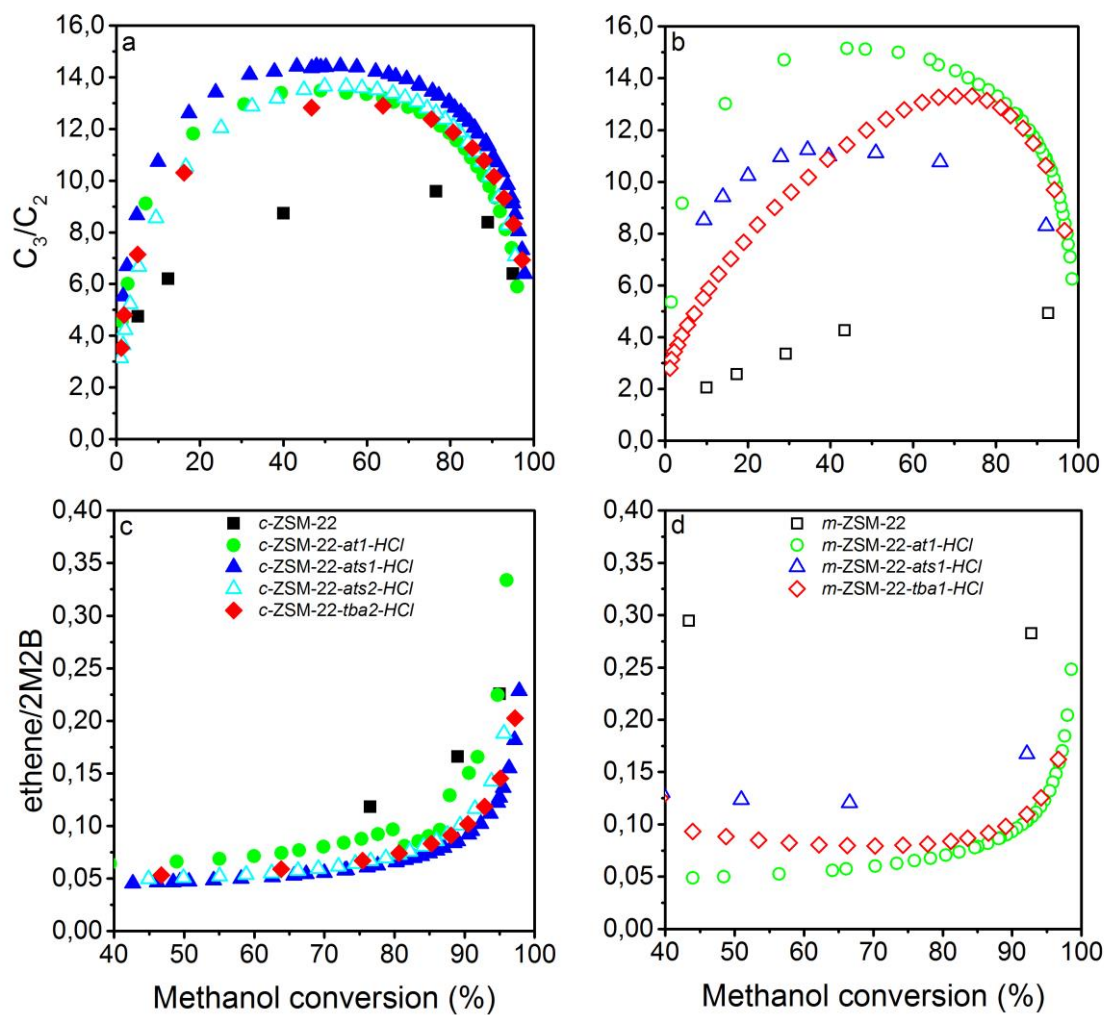 a
16,0
14,0
12,0
10,0
8,0
6,0
4,0
2,0
0,0
C₃/C₂
0 20 40 60 80 100
b
16,0
14,0
12,0
10,0
8,0
6,0
4,0
2,0
0,0
0 20 40 60 80 100
c
0,40
0,35
0,30
0,25
0,20
0,15
0,10
0,05
0,00
ethene/2M2B
c-ZSM-22
c-ZSM-22-at1-HCl
c-ZSM-22-ats1-HCl
c-ZSM-22-ats2-HCl
c-ZSM-22-tba2-HCl
40 50 60 70 80 90 100
Methanol conversion (%)
d
0,40
0,35
0,30
0,25
0,20
0,15
0,10
0,05
0,00
m-ZSM-22
m-ZSM-22-at1-HCl
m-ZSM-22-ats1-HCl
m-ZSM-22-tba1-HCl
40 50 60 70 80 90 100
Methanol conversion (%)